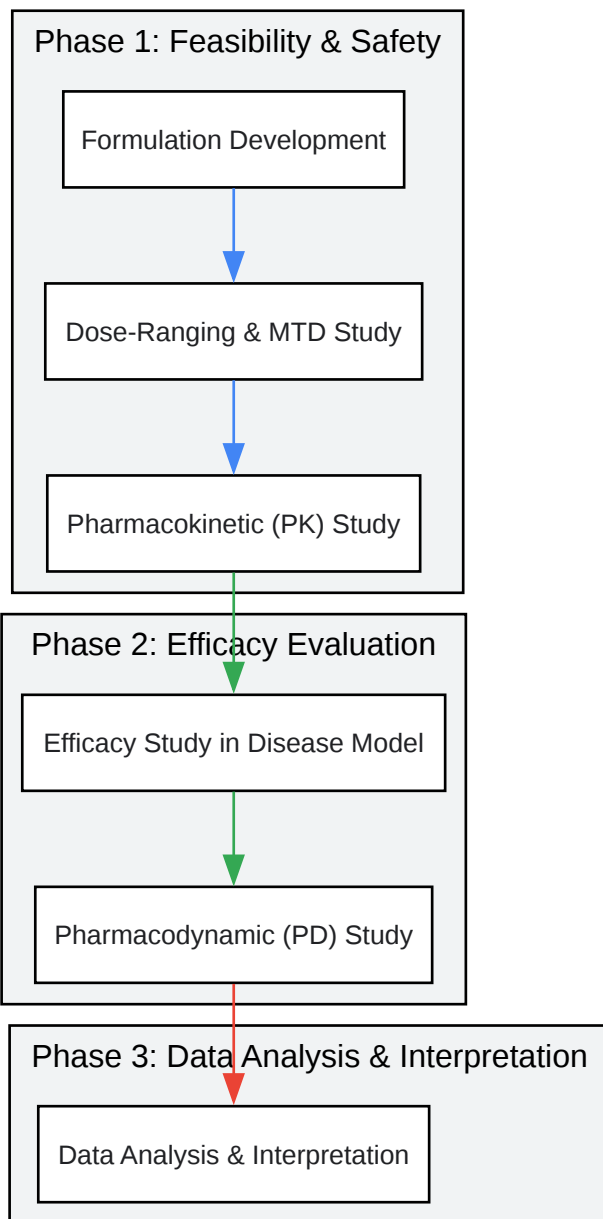 Phase 1: Feasibility & Safety
Formulation Development
Dose-Ranging & MTD Study
Pharmacokinetic (PK) Study
Phase 2: Efficacy Evaluation
Efficacy Study in Disease Model
Pharmacodynamic (PD) Study
Phase 3: Data Analysis & Interpretation
Data Analysis & Interpretation